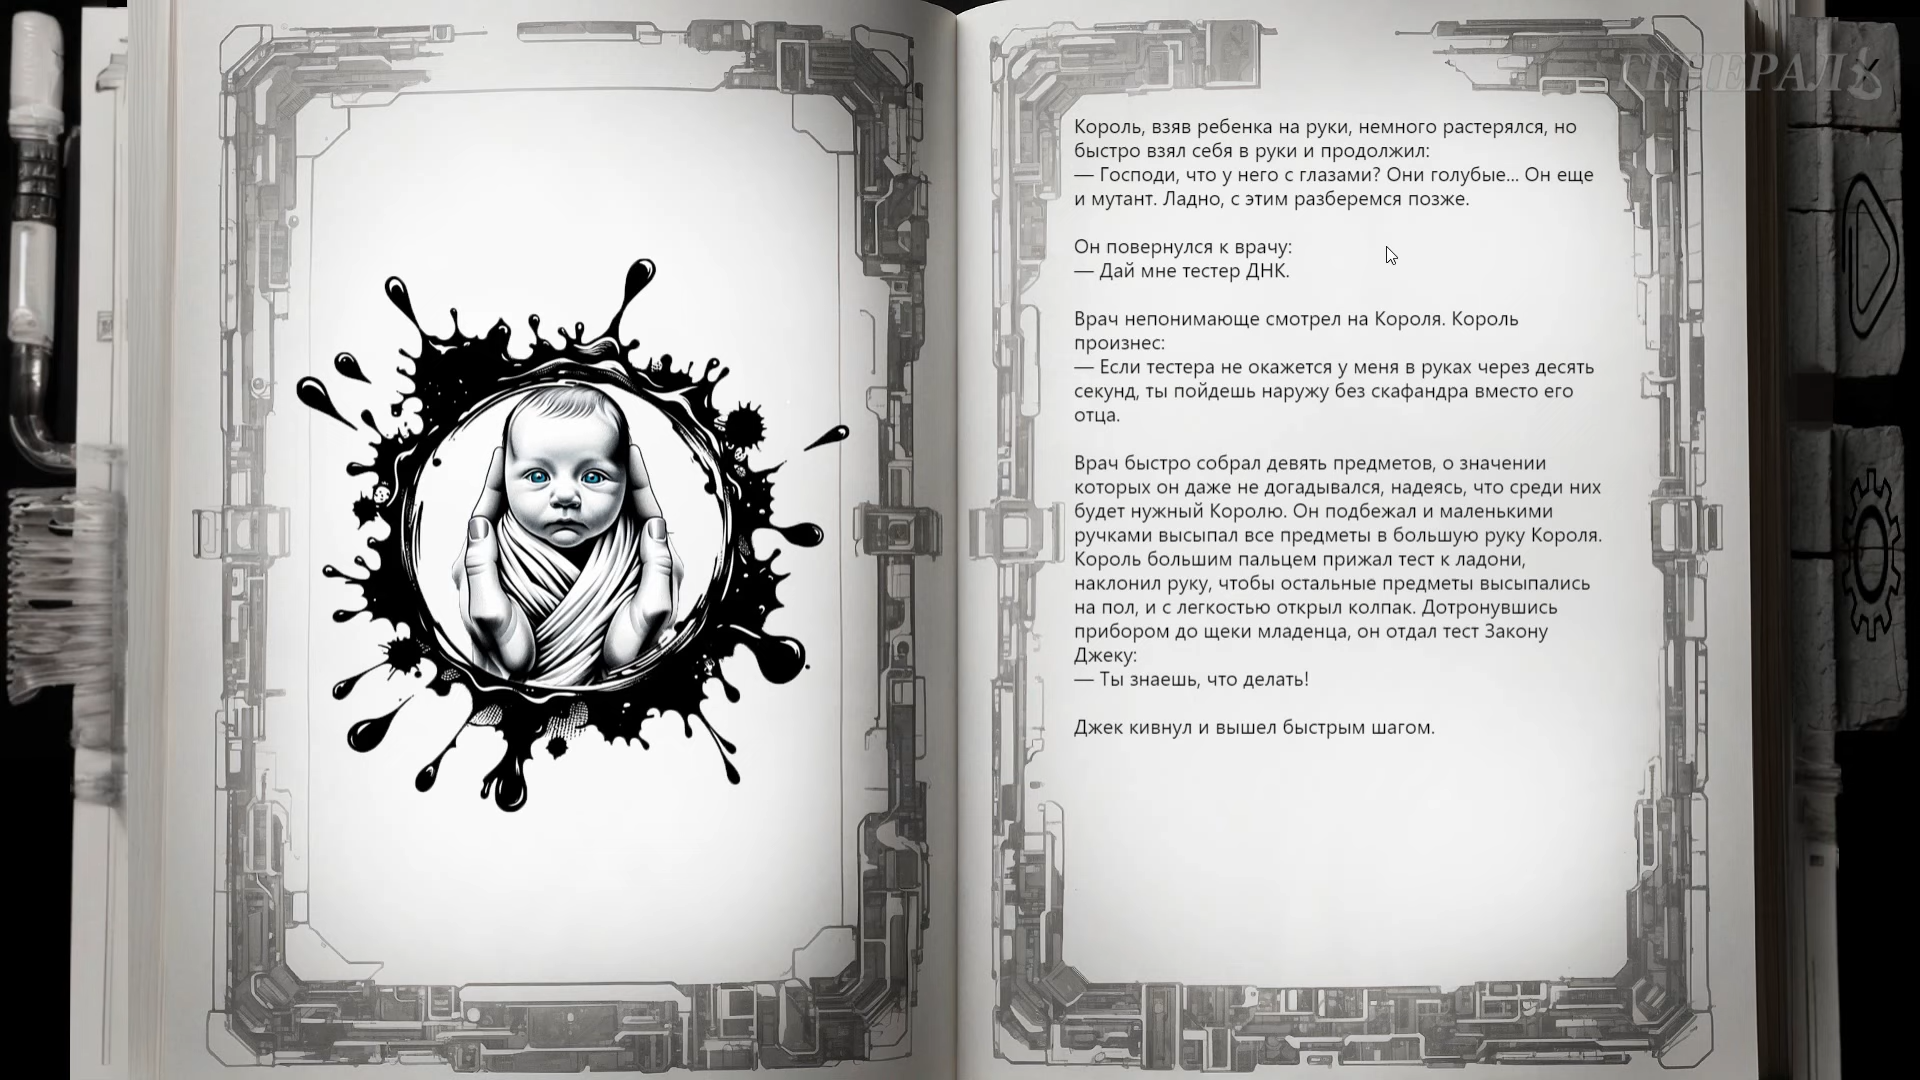 ГЕНЕРАЛ
Король, взяв ребенка на руки, немного растерялся, но
быстро взял себя в руки и продолжил:
— Господи, что у него с глазами? Они голубые... Он еще
и мутант. Ладно, с этим разберемся позже.
Он повернулся к врачу:
— Дай мне тестер ДНК.
Врач непонимающе смотрел на Короля. Король
произнес:
— Если тестера не окажется у меня в руках через десять
секунд, ты пойдешь наружу без скафандра вместо его
отца.
Врач быстро собрал девять предметов, о значении
которых он даже не догадывался, надеясь, что среди них
будет нужный Королю. Он подбежал и маленькими
ручками высыпал все предметы в большую руку Короля.
Король большим пальцем прижал тест к ладони,
наклонил руку, чтобы остальные предметы высыпались
на пол, и с легкостью открыл колпак. Дотронувшись
прибором до щеки младенца, он отдал тест Закону
Джеку:
— Ты знаешь, что делать!
Джек кивнул и вышел быстрым шагом.